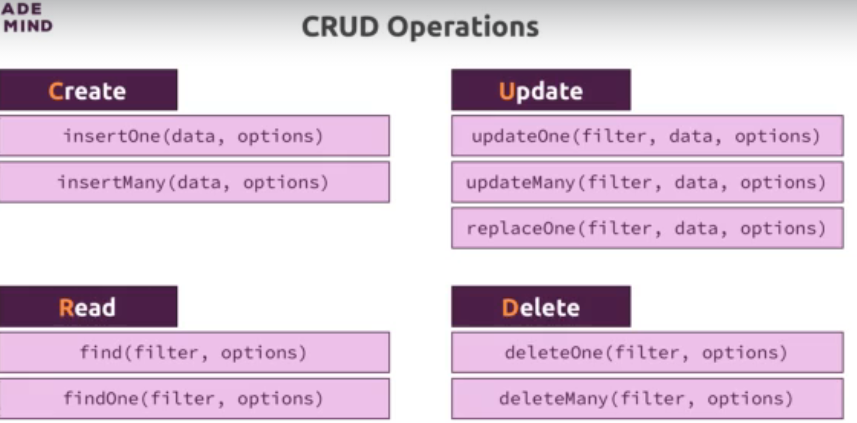 ADE
MIND
CRUD Operations
Create
insertOne(data, options)
insertMany(data, options)
Update
updateOne(filter, data, options)
updateMany(filter, data, options)
replaceOne(filter, data, options)
Read
find(filter, options)
findOne(filter, options)
Delete
deleteOne(filter, options)
deleteMany(filter, options)